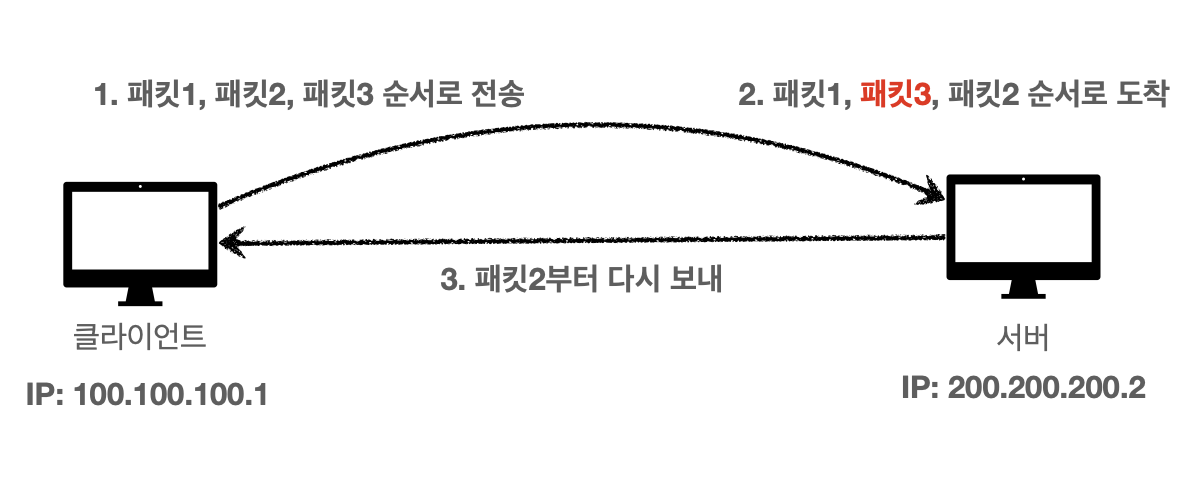 1. 패킷1, 패킷2, 패킷3 순서로 전송
2. 패킷1, 패킷3, 패킷2 순서로 도착
3. 패킷2부터 다시 보내
클라이언트
IP: 100.100.100.1
서버
IP: 200.200.200.2